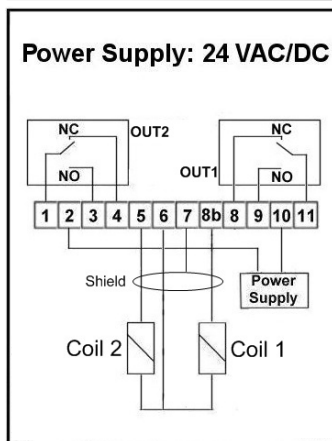 Power Supply: 24 VAC/DC
NC OUT2 NC
NO OUT1 NO
1 2 3 4 5 6 7 8b 8 9 10 11
Shield
Power
Supply
Coil 2 Coil 1